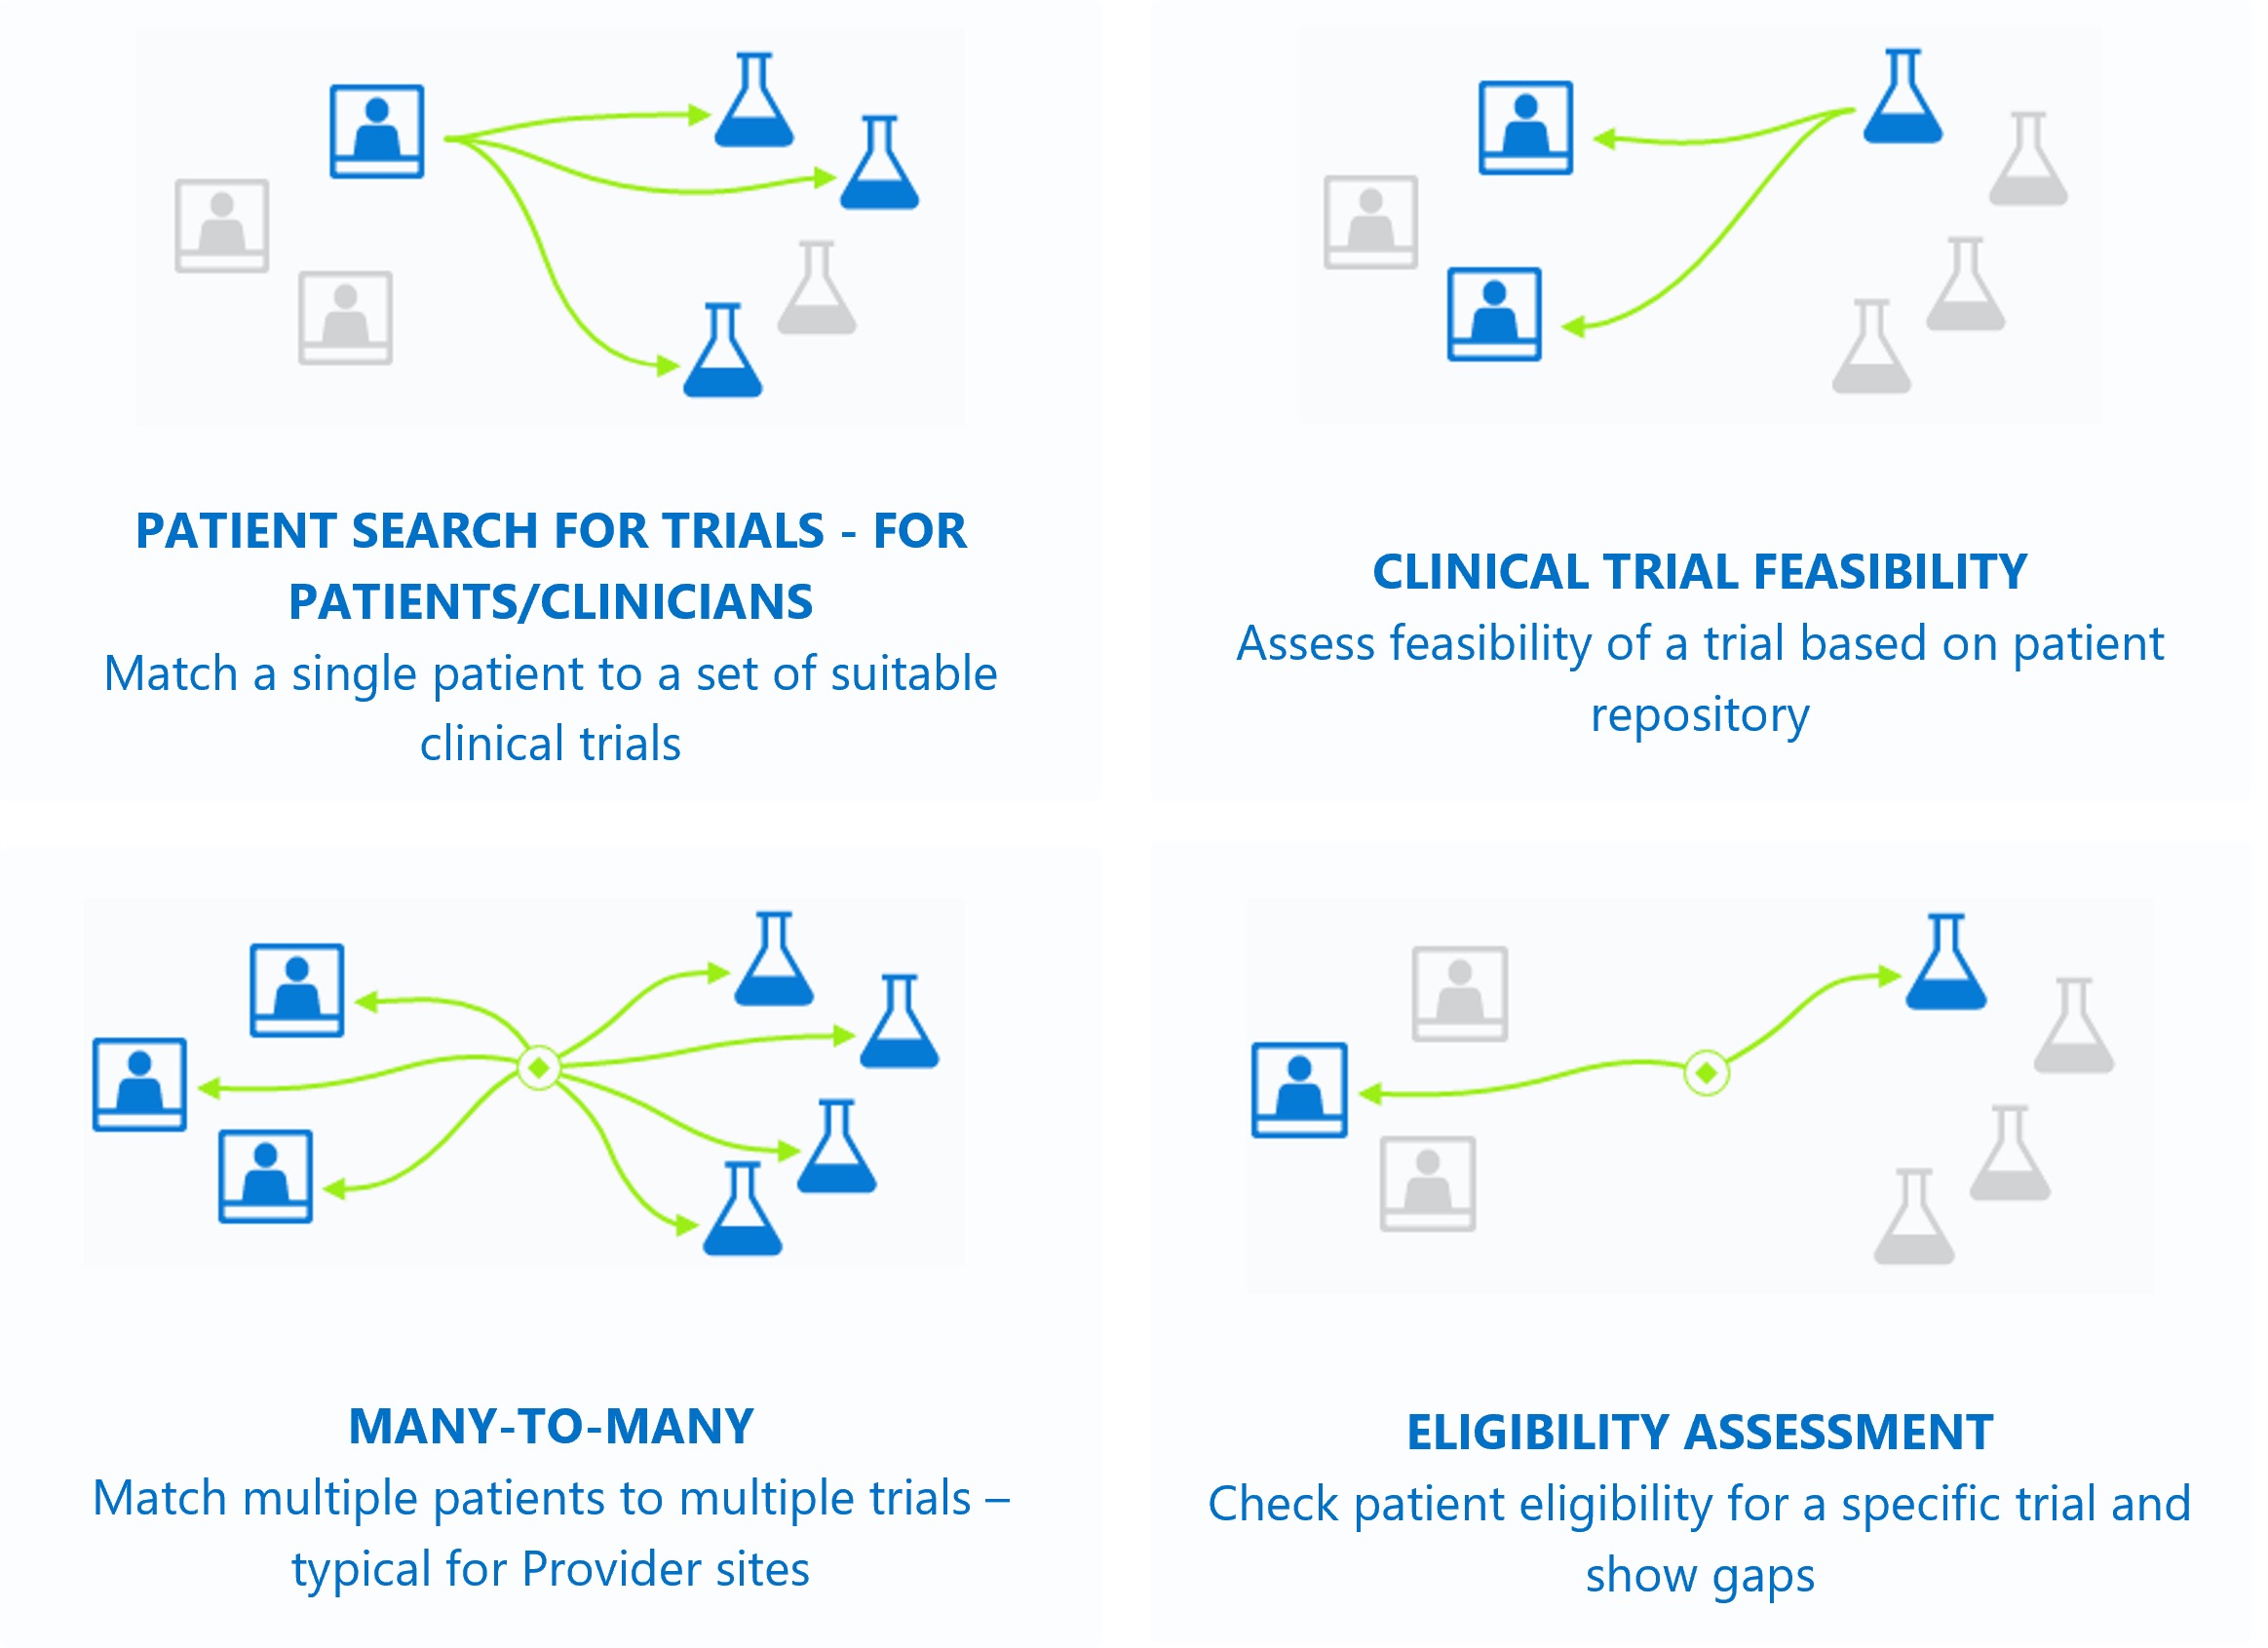 PATIENT SEARCH FOR TRIALS - FOR
PATIENTS/CLINICIANS
Match a single patient to a set of suitable
clinical trials
CLINICAL TRIAL FEASIBILITY
Assess feasibility of a trial based on patient
repository
MANY-TO-MANY
Match multiple patients to multiple trials –
typical for Provider sites
ELIGIBILITY ASSESSMENT
Check patient eligibility for a specific trial and
show gaps